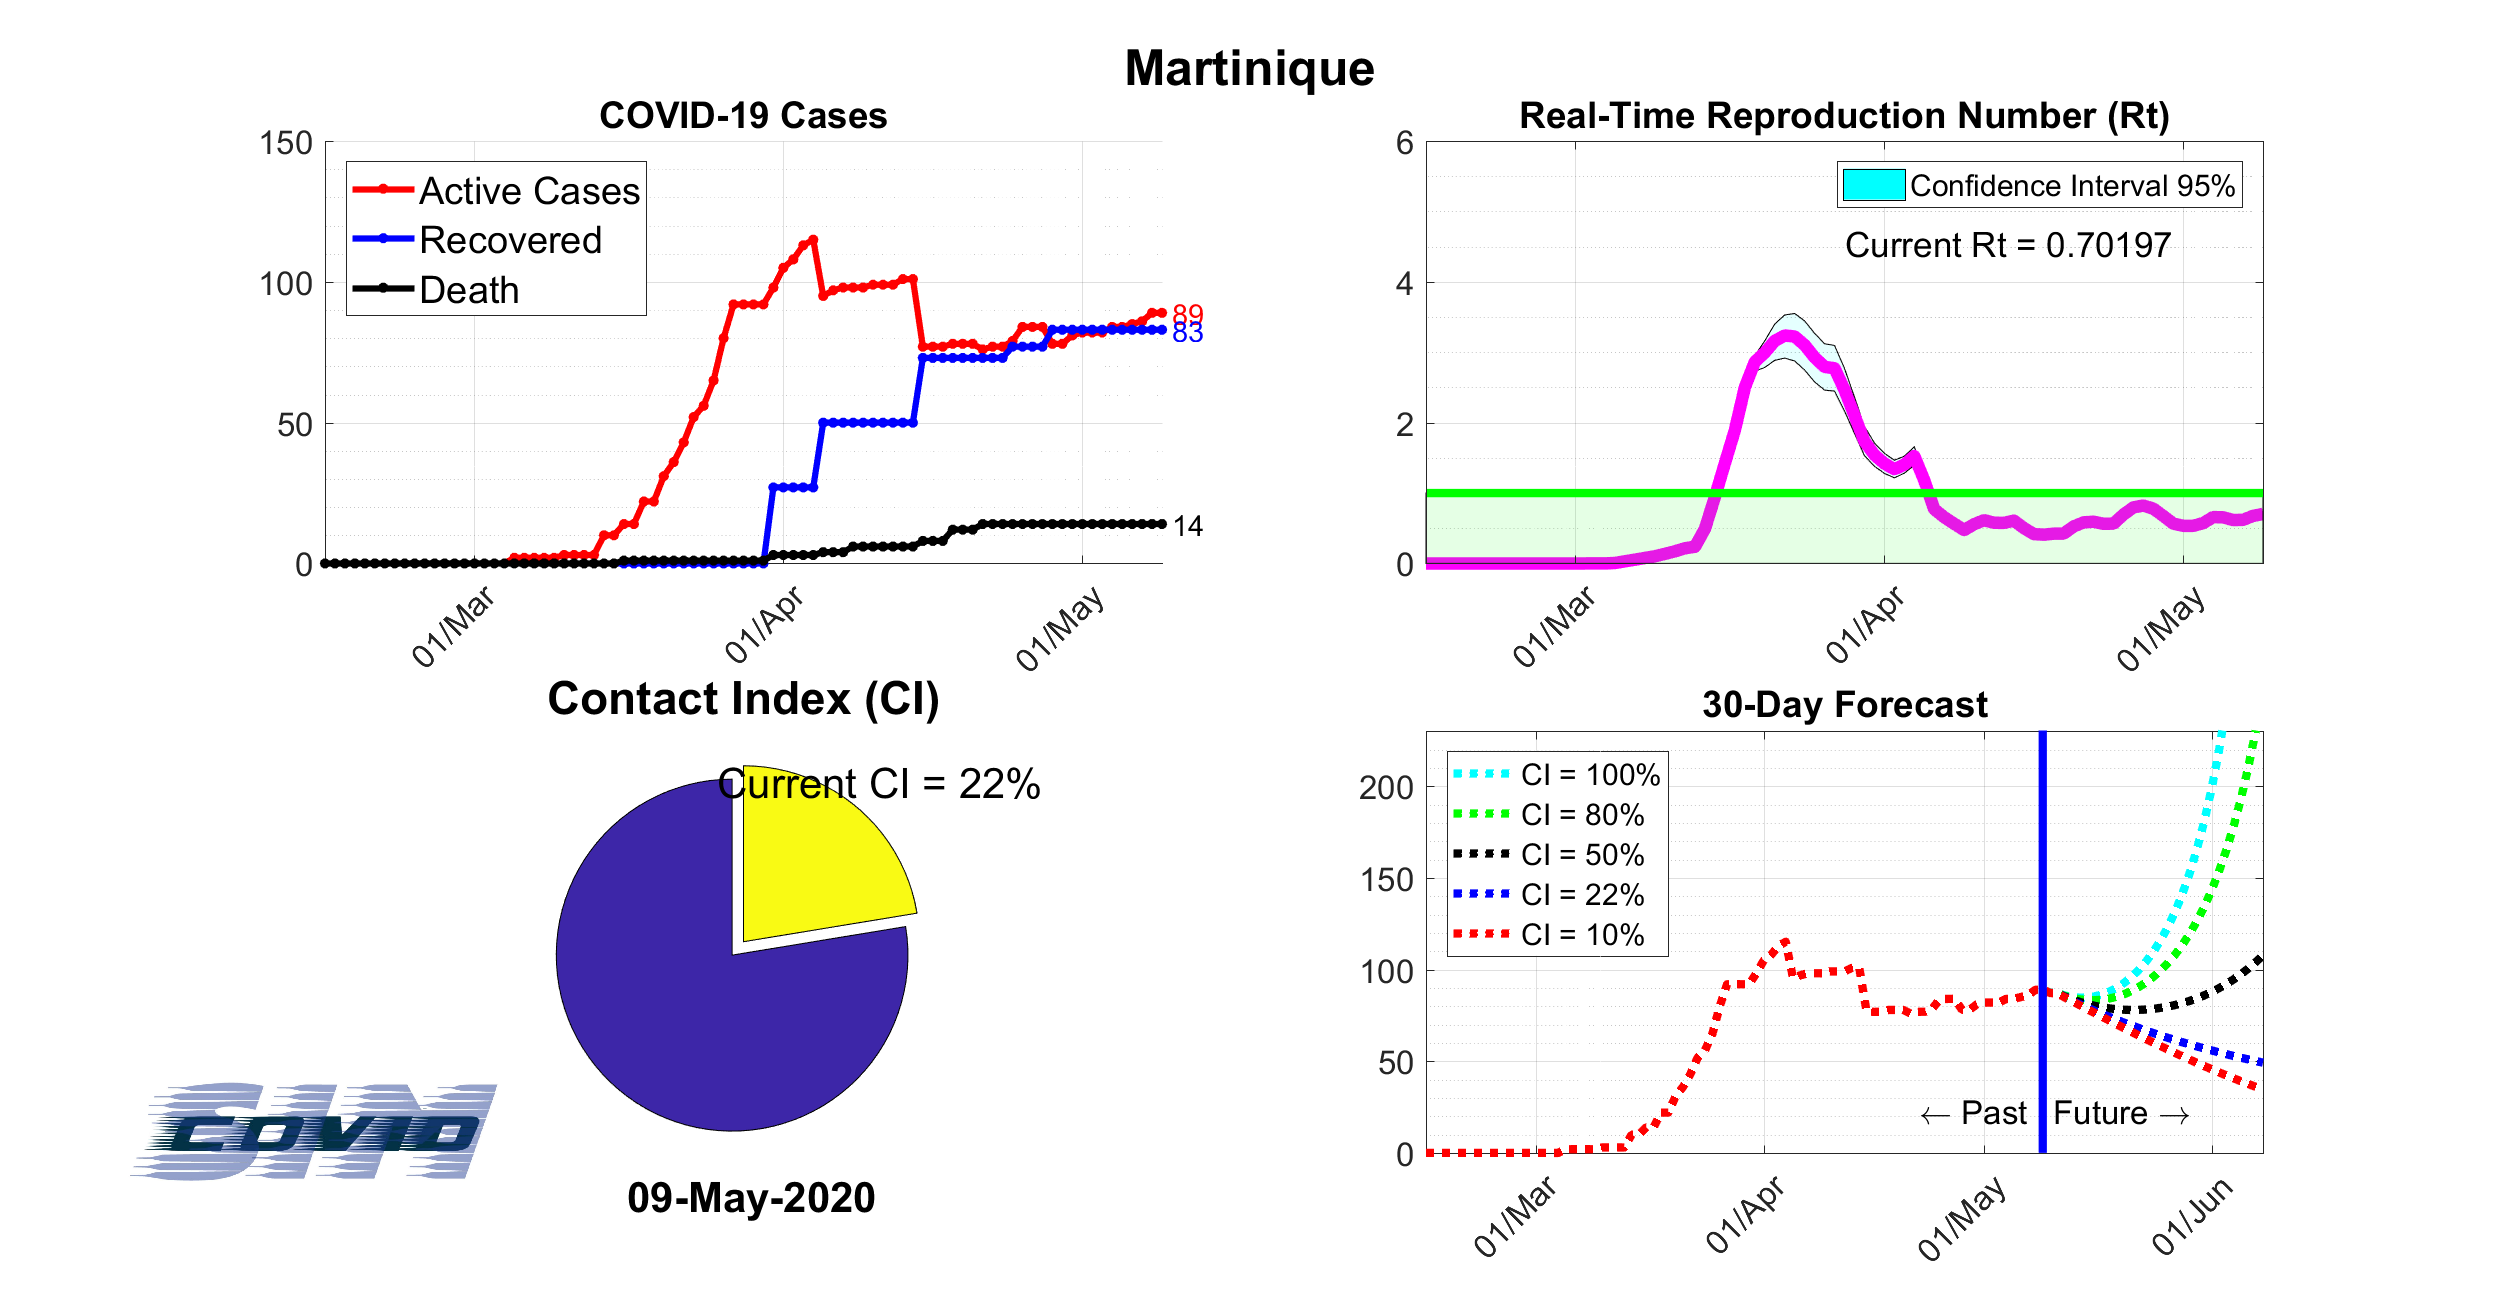 Martinique
COVID-19 Cases
150
100
50
0
Active Cases
Recovered
Death
89
83
14
01/Mar
01/Apr
01/May
Real-Time Reproduction Number (Rt)
6
4
2
0
Confidence Interval 95%
Current Rt = 0.70197
01/Mar
01/Apr
01/May
Contact Index (CI)
Current CI = 22%
09-May-2020
SIM
COVID
30-Day Forecast
200
150
100
50
0
CI = 100%
CI = 80%
CI = 50%
CI = 22%
CI = 10%
← Past
Future →
01/Mar
01/Apr
01/May
01/Jun